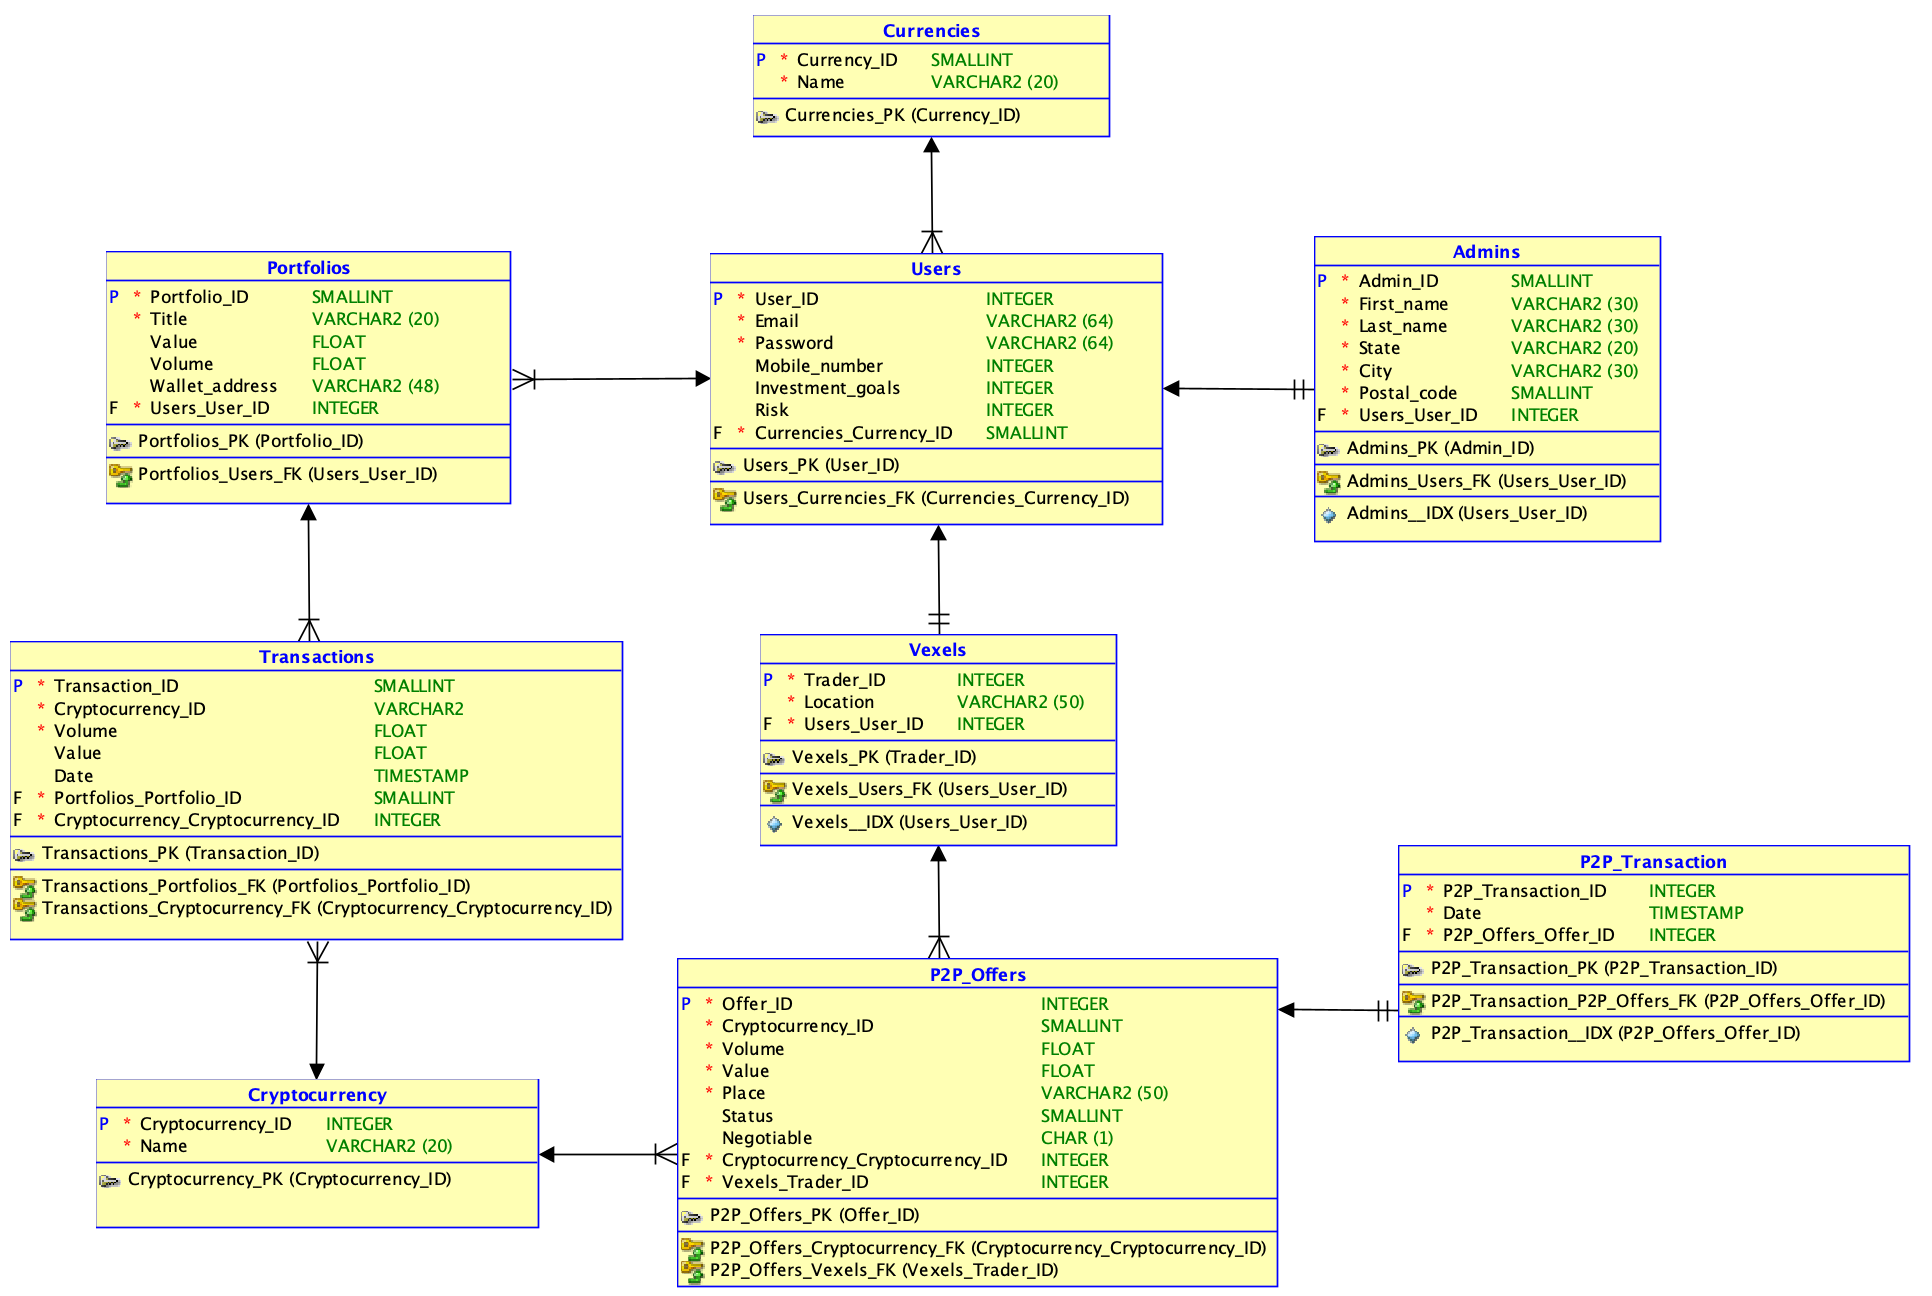 Currencies
P * Currency_ID SMALLINT
* Name VARCHAR2 (20)
Currencies_PK (Currency_ID)
Portfolios
P * Portfolio_ID SMALLINT
* Title VARCHAR2 (20)
Value FLOAT
Volume FLOAT
Wallet_address VARCHAR2 (48)
F * Users_User_ID INTEGER
Portfolios_PK (Portfolio_ID)
Portfolios_Users_FK (Users_User_ID)
Users
P * User_ID INTEGER
* Email VARCHAR2 (64)
* Password VARCHAR2 (64)
Mobile_number INTEGER
Investment_goals INTEGER
Risk INTEGER
F * Currencies_Currency_ID SMALLINT
Users_PK (User_ID)
Users_Currencies_FK (Currencies_Currency_ID)
Admins
P * Admin_ID SMALLINT
* First_name VARCHAR2 (30)
* Last_name VARCHAR2 (30)
* State VARCHAR2 (20)
* City VARCHAR2 (30)
* Postal_code SMALLINT
F * Users_User_ID INTEGER
Admins_PK (Admin_ID)
Admins_Users_FK (Users_User_ID)
Admins__IDX (Users_User_ID)
Transactions
P * Transaction_ID SMALLINT
* Cryptocurrency_ID VARCHAR2
* Volume FLOAT
Value FLOAT
Date TIMESTAMP
F * Portfolios_Portfolio_ID SMALLINT
F * Cryptocurrency_Cryptocurrency_ID INTEGER
Transactions_PK (Transaction_ID)
Transactions_Portfolios_FK (Portfolios_Portfolio_ID)
Transactions_Cryptocurrency_FK (Cryptocurrency_Cryptocurrency_ID)
Vexels
P * Trader_ID INTEGER
* Location VARCHAR2 (50)
F * Users_User_ID INTEGER
Vexels_PK (Trader_ID)
Vexels_Users_FK (Users_User_ID)
Vexels__IDX (Users_User_ID)
P2P_Transaction
P * P2P_Transaction_ID INTEGER
* Date TIMESTAMP
F * P2P_Offers_Offer_ID INTEGER
P2P_Transaction_PK (P2P_Transaction_ID)
P2P_Transaction_P2P_Offers_FK (P2P_Offers_Offer_ID)
P2P_Transaction__IDX (P2P_Offers_Offer_ID)
Cryptocurrency
P * Cryptocurrency_ID INTEGER
* Name VARCHAR2 (20)
Cryptocurrency_PK (Cryptocurrency_ID)
P2P_Offers
P * Offer_ID INTEGER
* Cryptocurrency_ID SMALLINT
* Volume FLOAT
* Value FLOAT
* Place VARCHAR2 (50)
Status SMALLINT
Negotiable CHAR (1)
F * Cryptocurrency_Cryptocurrency_ID INTEGER
F * Vexels_Trader_ID INTEGER
P2P_Offers_PK (Offer_ID)
P2P_Offers_Cryptocurrency_FK (Cryptocurrency_Cryptocurrency_ID)
P2P_Offers_Vexels_FK (Vexels_Trader_ID)